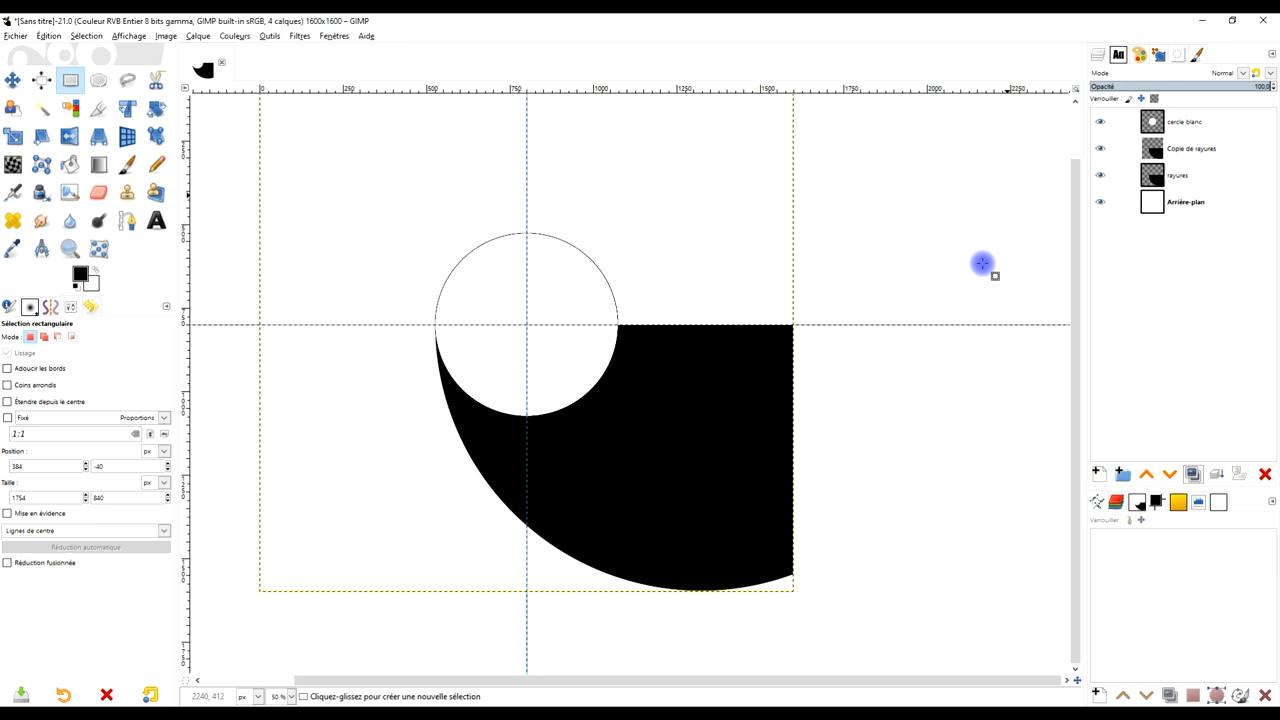 *[Sans titre]-21.0 (Couleur RVB Entier 8 bits gamma, GIMP built-in sRGB, 4 calques) 1600x1600 – GIMP
Fichier Édition Sélection Affichage Image Calque Couleurs Outils Filtres Fenêtres Aide
0 250 500 750 1000 1250 1500 1750 2000 2250
Mode Normal
Opacité 100,0
Verrouiller :
cercle blanc
Copie de rayures
rayures
Arrière-plan
Sélection rectangulaire
Mode :
Lissage
Adoucir les bords
Coins arrondis
Étendre depuis le centre
Fixé Proportions
1:1
Position : px
384 -40
Taille : px
1754 840
Mise en évidence
Lignes de centre
Réduction automatique
Réduction fusionnée
Verrouiller :
2240, 412 px 50 % Cliquez-glissez pour créer une nouvelle sélection